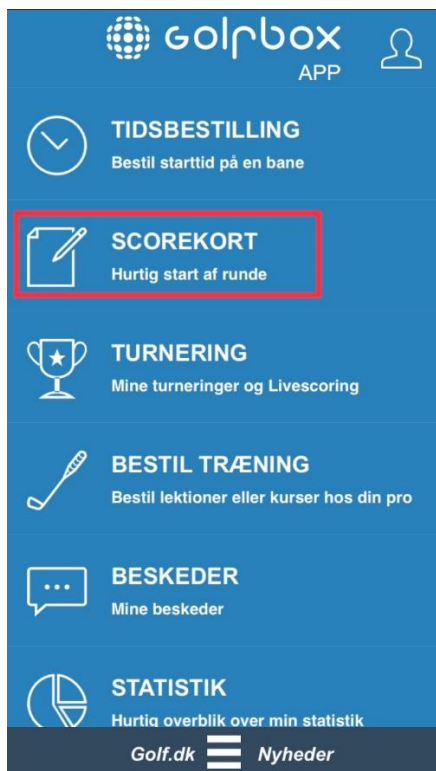 GolfBox
APP
TIDSBESTILLING
Bestil starttid på en bane
SCOREKORT
Hurtig start af runde
TURNERING
Mine turneringer og Livescoring
BESTIL TRÆNING
Bestil lektioner eller kurser hos din pro
BESKEDER
Mine beskeder
STATISTIK
Hurtig overblik over min statistik
Golf.dk Nyheder